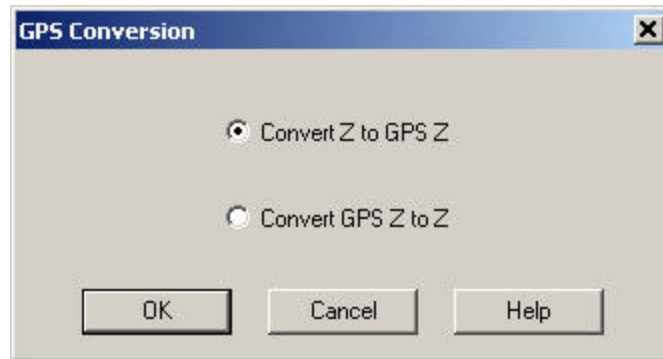 GPS Conversion
Convert Z to GPS Z
Convert GPS Z to Z
OK Cancel Help